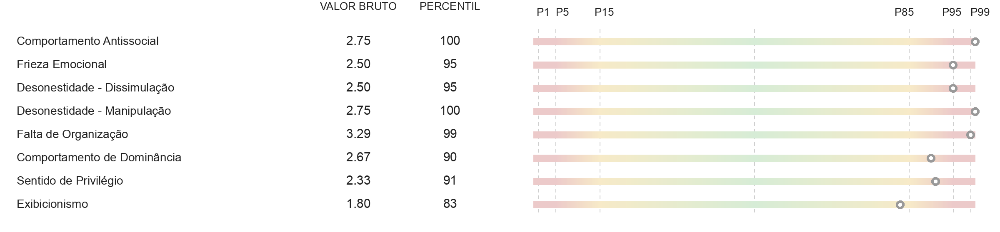 VALOR BRUTO PERCENTIL P1 P5 P15 P85 P95 P99
Comportamento Antissocial 2.75 100
Frieza Emocional 2.50 95
Desonestidade - Dissimulação 2.50 95
Desonestidade - Manipulação 2.75 100
Falta de Organização 3.29 99
Comportamento de Dominância 2.67 90
Sentido de Privilégio 2.33 91
Exibicionismo 1.80 83